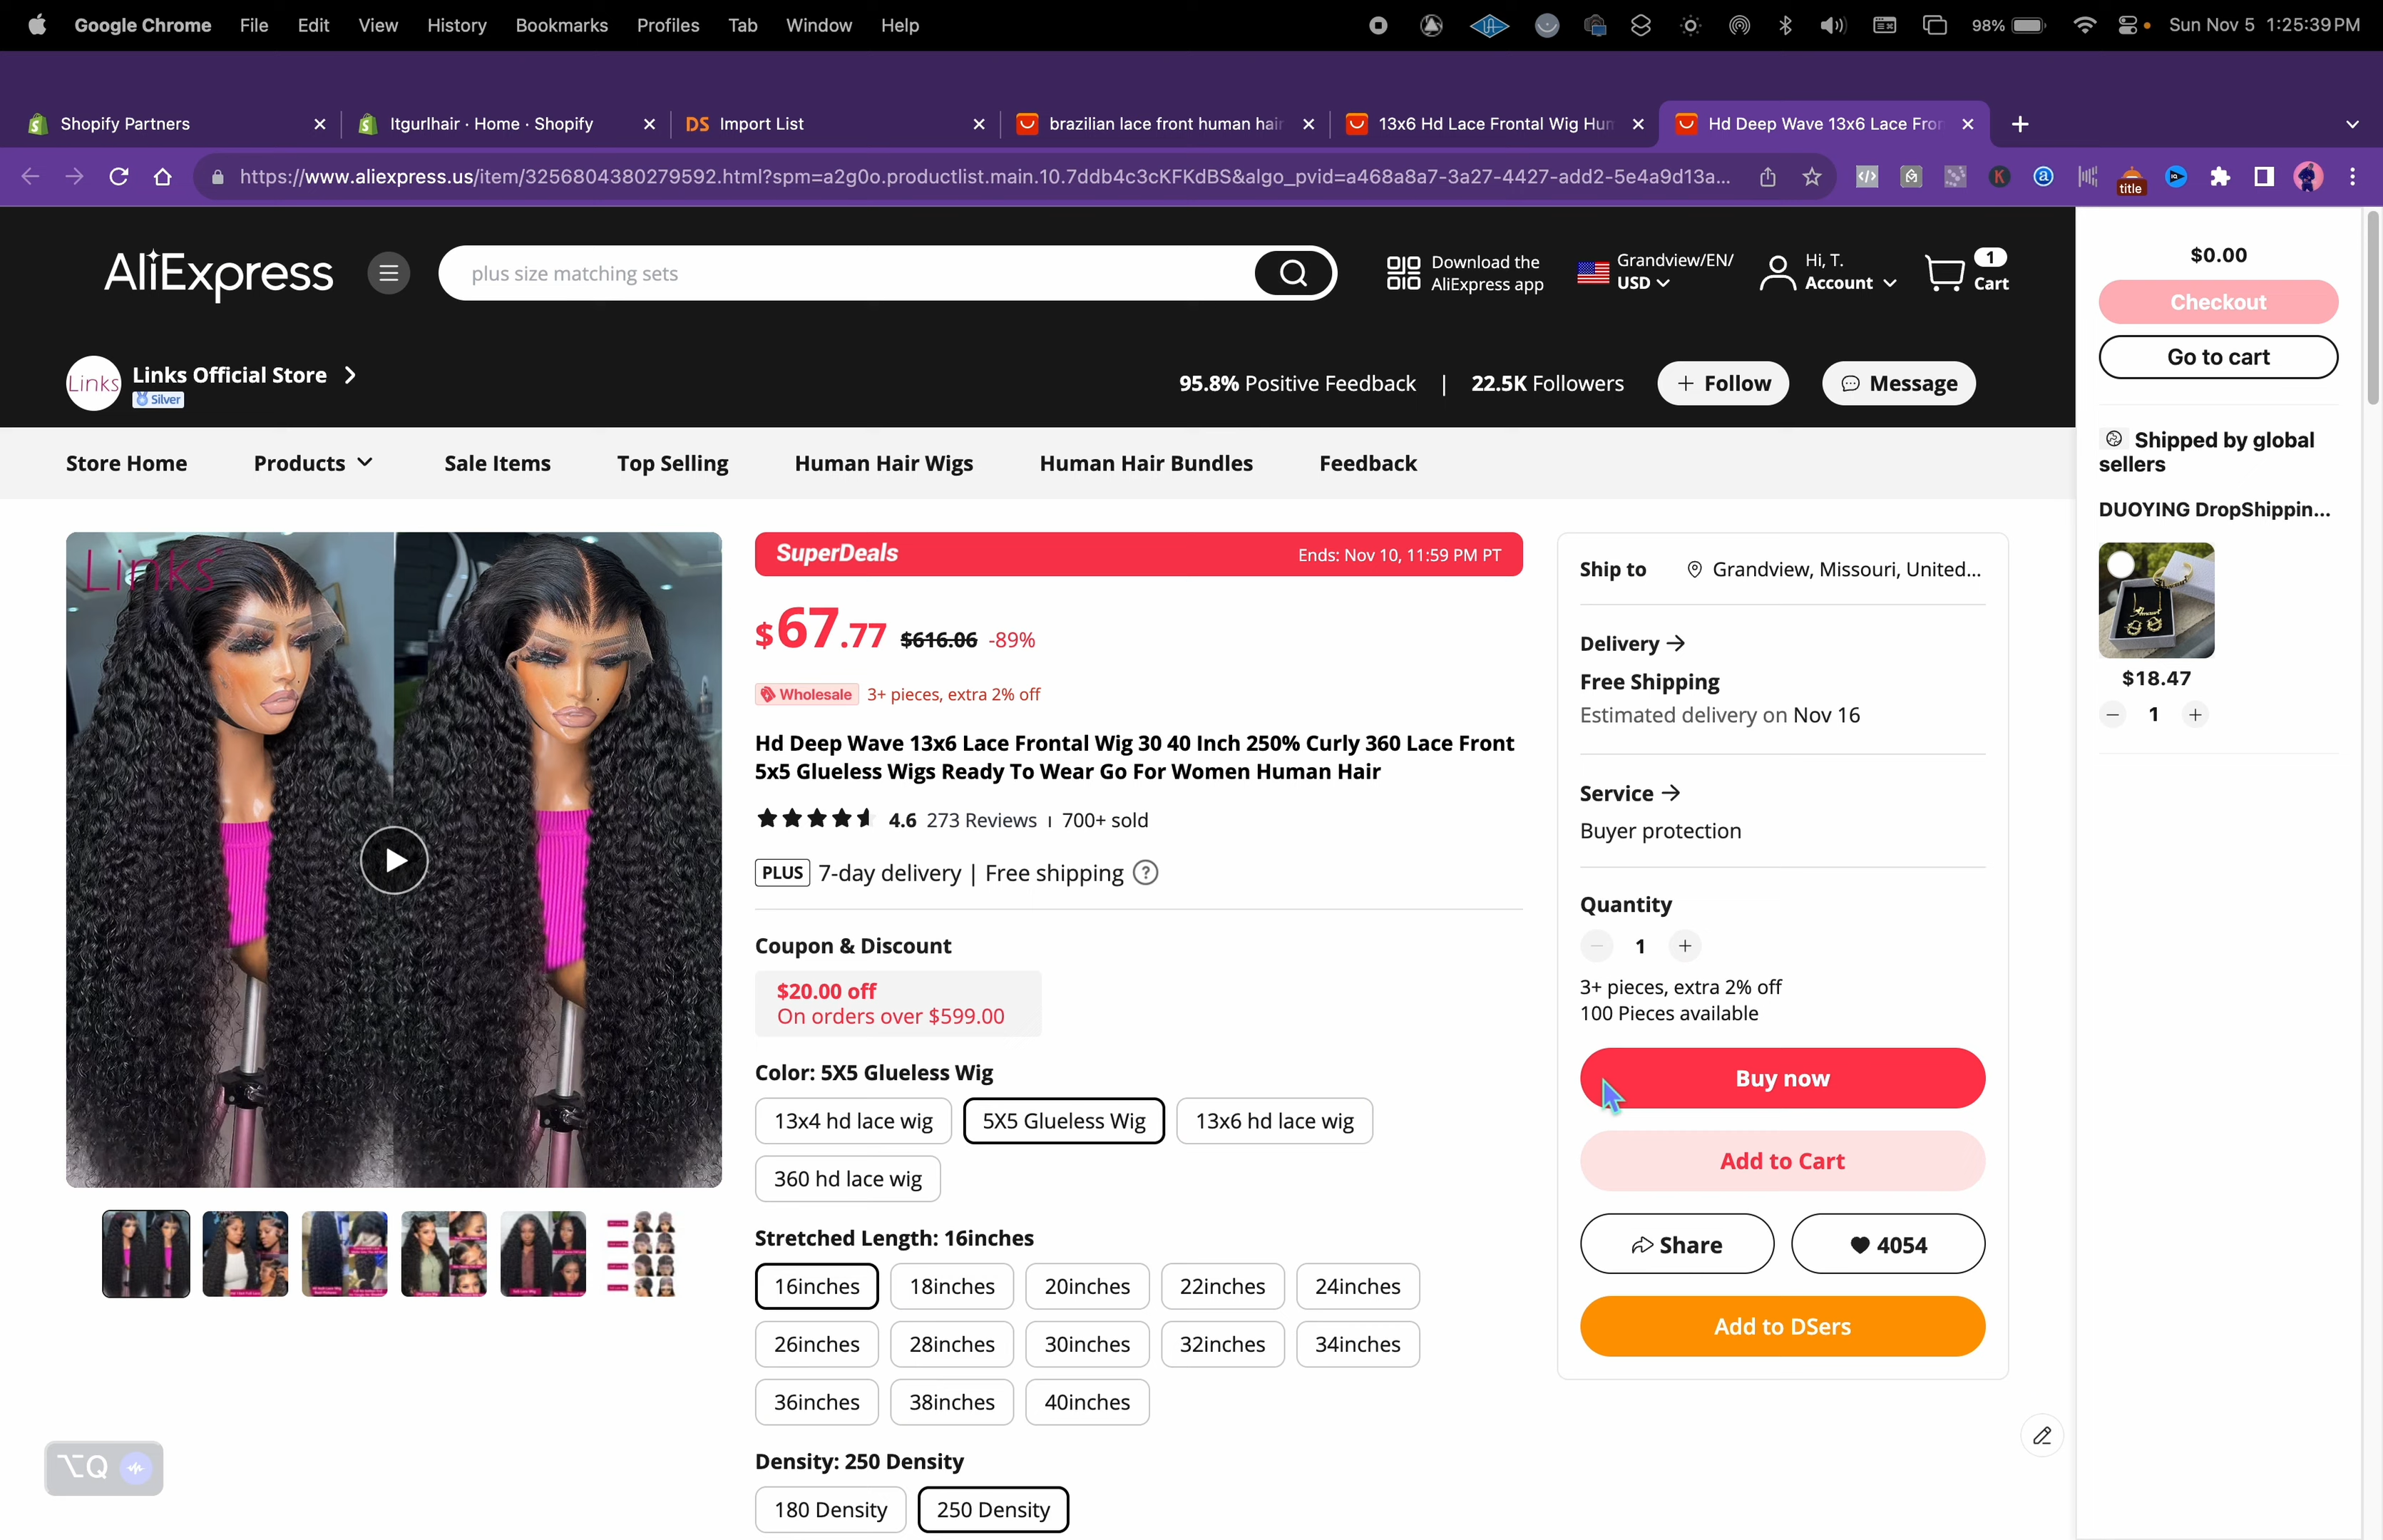 Google Chrome File Edit View History Bookmarks Profiles Tab Window Help 98% Sun Nov 5 1:25:39 PM
Shopify Partners Itgurlhair · Home · Shopify DS Import List brazilian lace front human hair 13x6 Hd Lace Frontal Wig Hum Hd Deep Wave 13x6 Lace Fron
https://www.aliexpress.us/item/3256804380279592.html?spm=a2g0o.productlist.main.10.7ddb4c3cKFKdBS&algo_pvid=a468a8a7-3a27-4427-add2-5e4a9d13a... title
AliExpress
plus size matching sets
Download the
AliExpress app
Grandview/EN/
USD
Hi, T.
Account
1
Cart
Links
Links Official Store
Silver
95.8% Positive Feedback | 22.5K Followers
+ Follow
Message
Store Home Products Sale Items Top Selling Human Hair Wigs Human Hair Bundles Feedback
Links
SuperDeals Ends: Nov 10, 11:59 PM PT
$67.77 $616.06 -89%
Wholesale 3+ pieces, extra 2% off
Hd Deep Wave 13x6 Lace Frontal Wig 30 40 Inch 250% Curly 360 Lace Front
5x5 Glueless Wigs Ready To Wear Go For Women Human Hair
4.6 273 Reviews 700+ sold
PLUS 7-day delivery | Free shipping ?
Coupon & Discount
$20.00 off
On orders over $599.00
Color: 5X5 Glueless Wig
13x4 hd lace wig 5X5 Glueless Wig 13x6 hd lace wig
360 hd lace wig
Stretched Length: 16inches
16inches 18inches 20inches 22inches 24inches
26inches 28inches 30inches 32inches 34inches
36inches 38inches 40inches
Density: 250 Density
180 Density 250 Density
Ship to Grandview, Missouri, United...
Delivery →
Free Shipping
Estimated delivery on Nov 16
Service →
Buyer protection
Quantity
− 1 +
3+ pieces, extra 2% off
100 Pieces available
Buy now
Add to Cart
Share 4054
Add to DSers
$0.00
Checkout
Go to cart
Shipped by global
sellers
DUOYING DropShippin...
$18.47
− 1 +
⌥Q